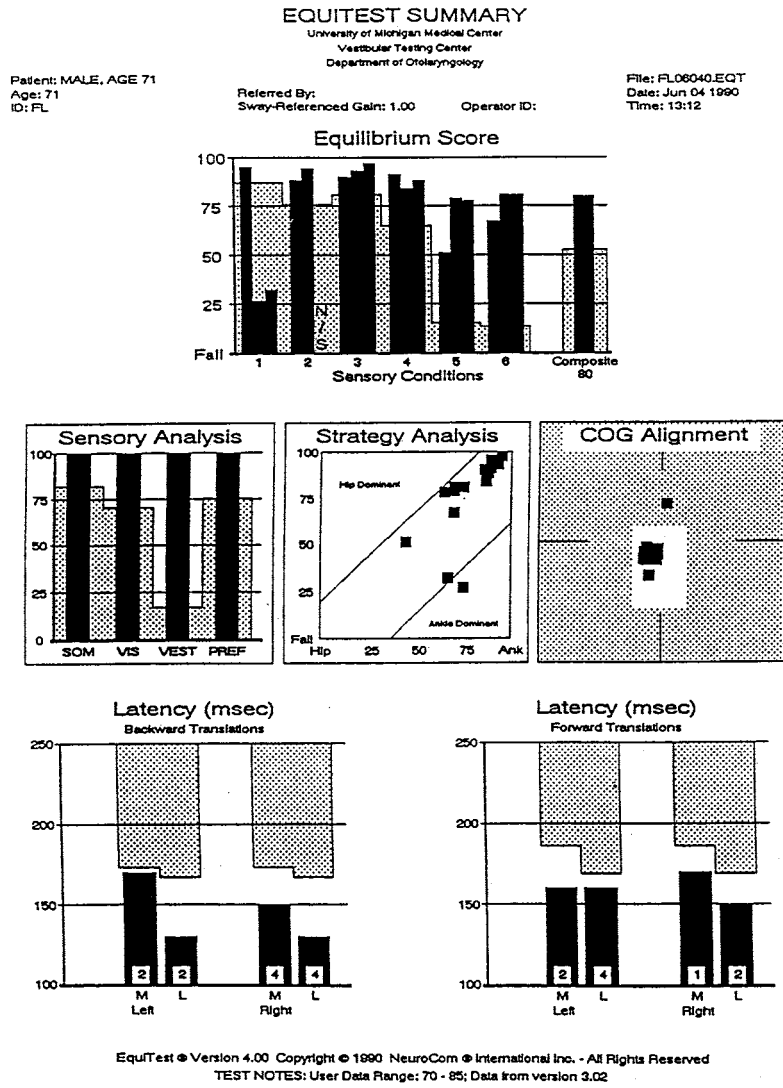 EQUITEST SUMMARY
University of Michigan Medical Center
Vestibular Testing Center
Department of Otolaryngology
Patient: MALE, AGE 71
Age: 71
ID: FL
Referred By:
Sway-Referenced Gain: 1.00
Operator ID:
File: FL06040.EQT
Date: Jun 04 1990
Time: 13:12
Equilibrium Score
100
75
50
25
Fall
N/S
1 2 3 4 5 6 Composite
Sensory Conditions 80
Sensory Analysis
100
75
50
25
0
SOM VIS VEST PREF
Strategy Analysis
100
75
50
25
Fall
Hip Dominant
Ankle Dominant
Hip 25 50 75 Ank
COG Alignment
Latency (msec)
Backward Translations
250
200
150
100
2 2 4 4
M L M L
Left Right
Latency (msec)
Forward Translations
250
200
150
100
2 4 1 2
M L M L
Left Right
EquiTest ® Version 4.00 Copyright © 1990 NeuroCom ® International Inc. - All Rights Reserved
TEST NOTES: User Data Range: 70 - 85; Data from version 3.02